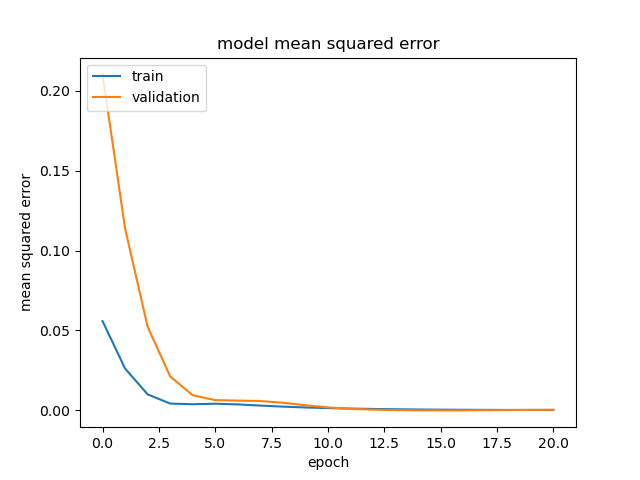 model mean squared error
train
validation
mean squared error
0.20
0.15
0.10
0.05
0.00
0.0 2.5 5.0 7.5 10.0 12.5 15.0 17.5 20.0
epoch